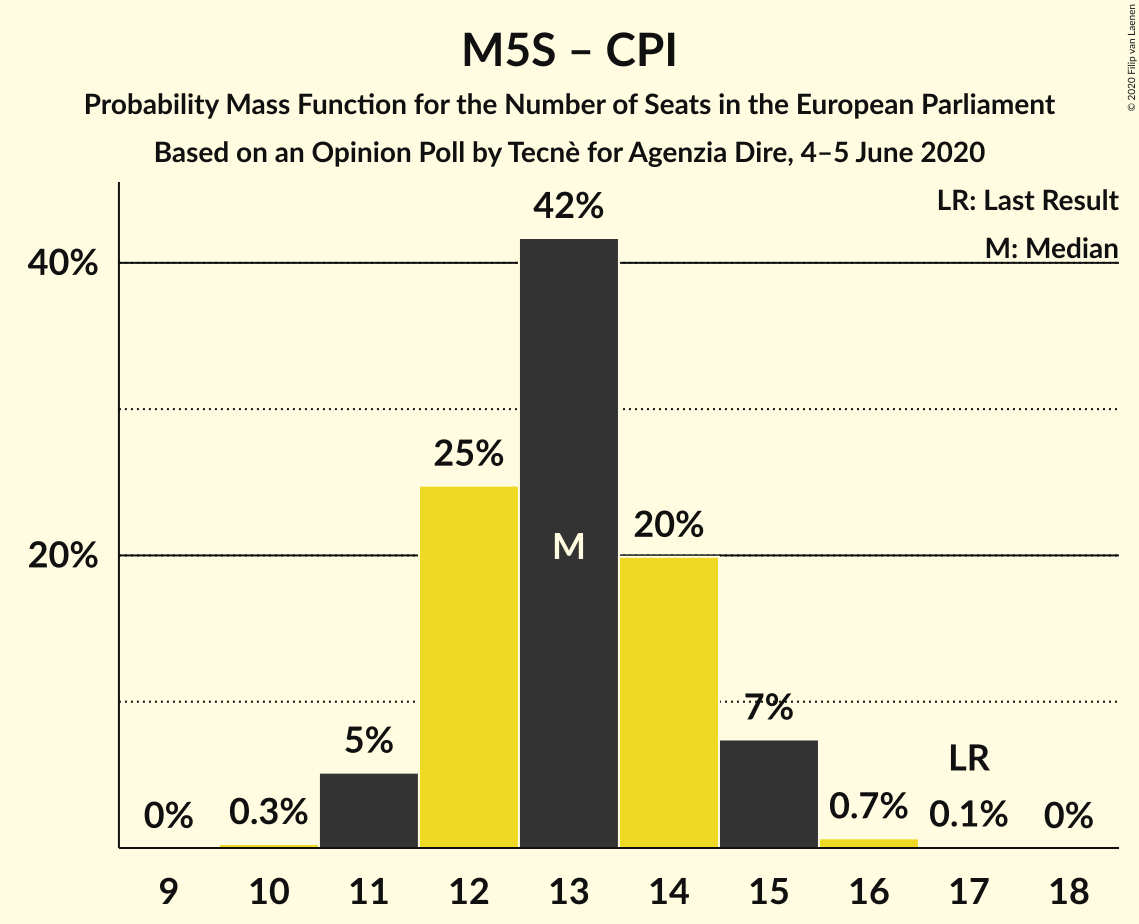 M5S – CPI
Probability Mass Function for the Number of Seats in the European Parliament
Based on an Opinion Poll by Tecnè for Agenzia Dire, 4–5 June 2020
© 2020 Filip van Laenen
LR: Last Result
M: Median
40%
20%
0%
0.3%
5%
25%
42%
M
20%
7%
0.7%
LR
0.1%
0%
9 10 11 12 13 14 15 16 17 18